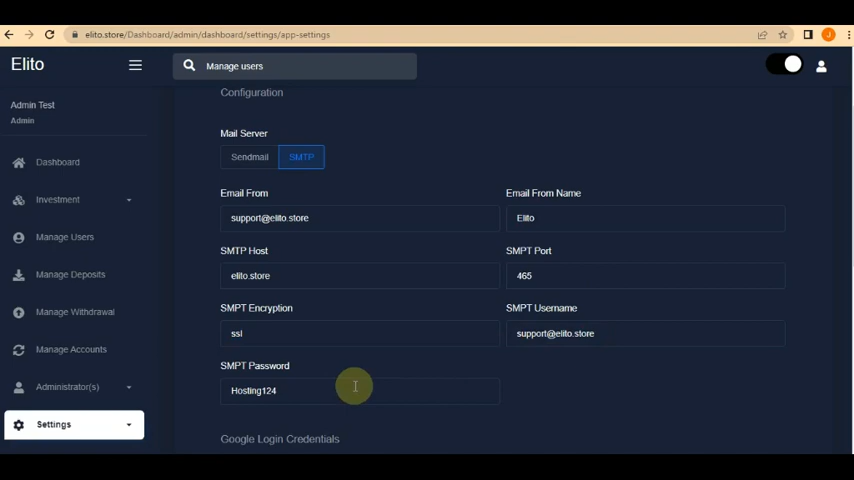 elito.store/Dashboard/admin/dashboard/settings/app-settings
J
Elito
Manage users
Admin Test
Admin
Dashboard
Investment
Manage Users
Manage Deposits
Manage Withdrawal
Manage Accounts
Administrator(s)
Settings
Configuration
Mail Server
Sendmail SMTP
Email From Email From Name
support@elito.store Elito
SMTP Host SMPT Port
elito.store 465
SMPT Encryption SMPT Username
ssl support@elito.store
SMPT Password
Hosting124
Google Login Credentials